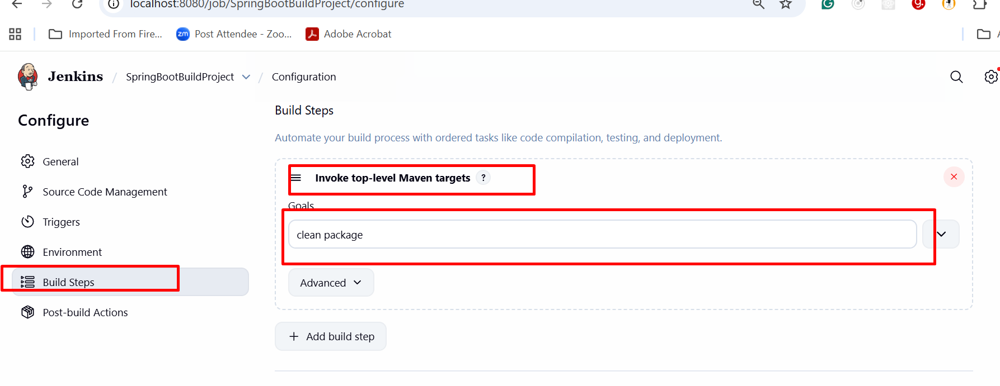 localhost:8080/job/SpringBootBuildProject/configure
Imported From Fire...
zm Post Attendee - Zoo...
Adobe Acrobat
Jenkins / SpringBootBuildProject / Configuration
Configure
General
Source Code Management
Triggers
Environment
Build Steps
Post-build Actions
Build Steps
Automate your build process with ordered tasks like code compilation, testing, and deployment.
Invoke top-level Maven targets ?
Goals
clean package
Advanced
+ Add build step